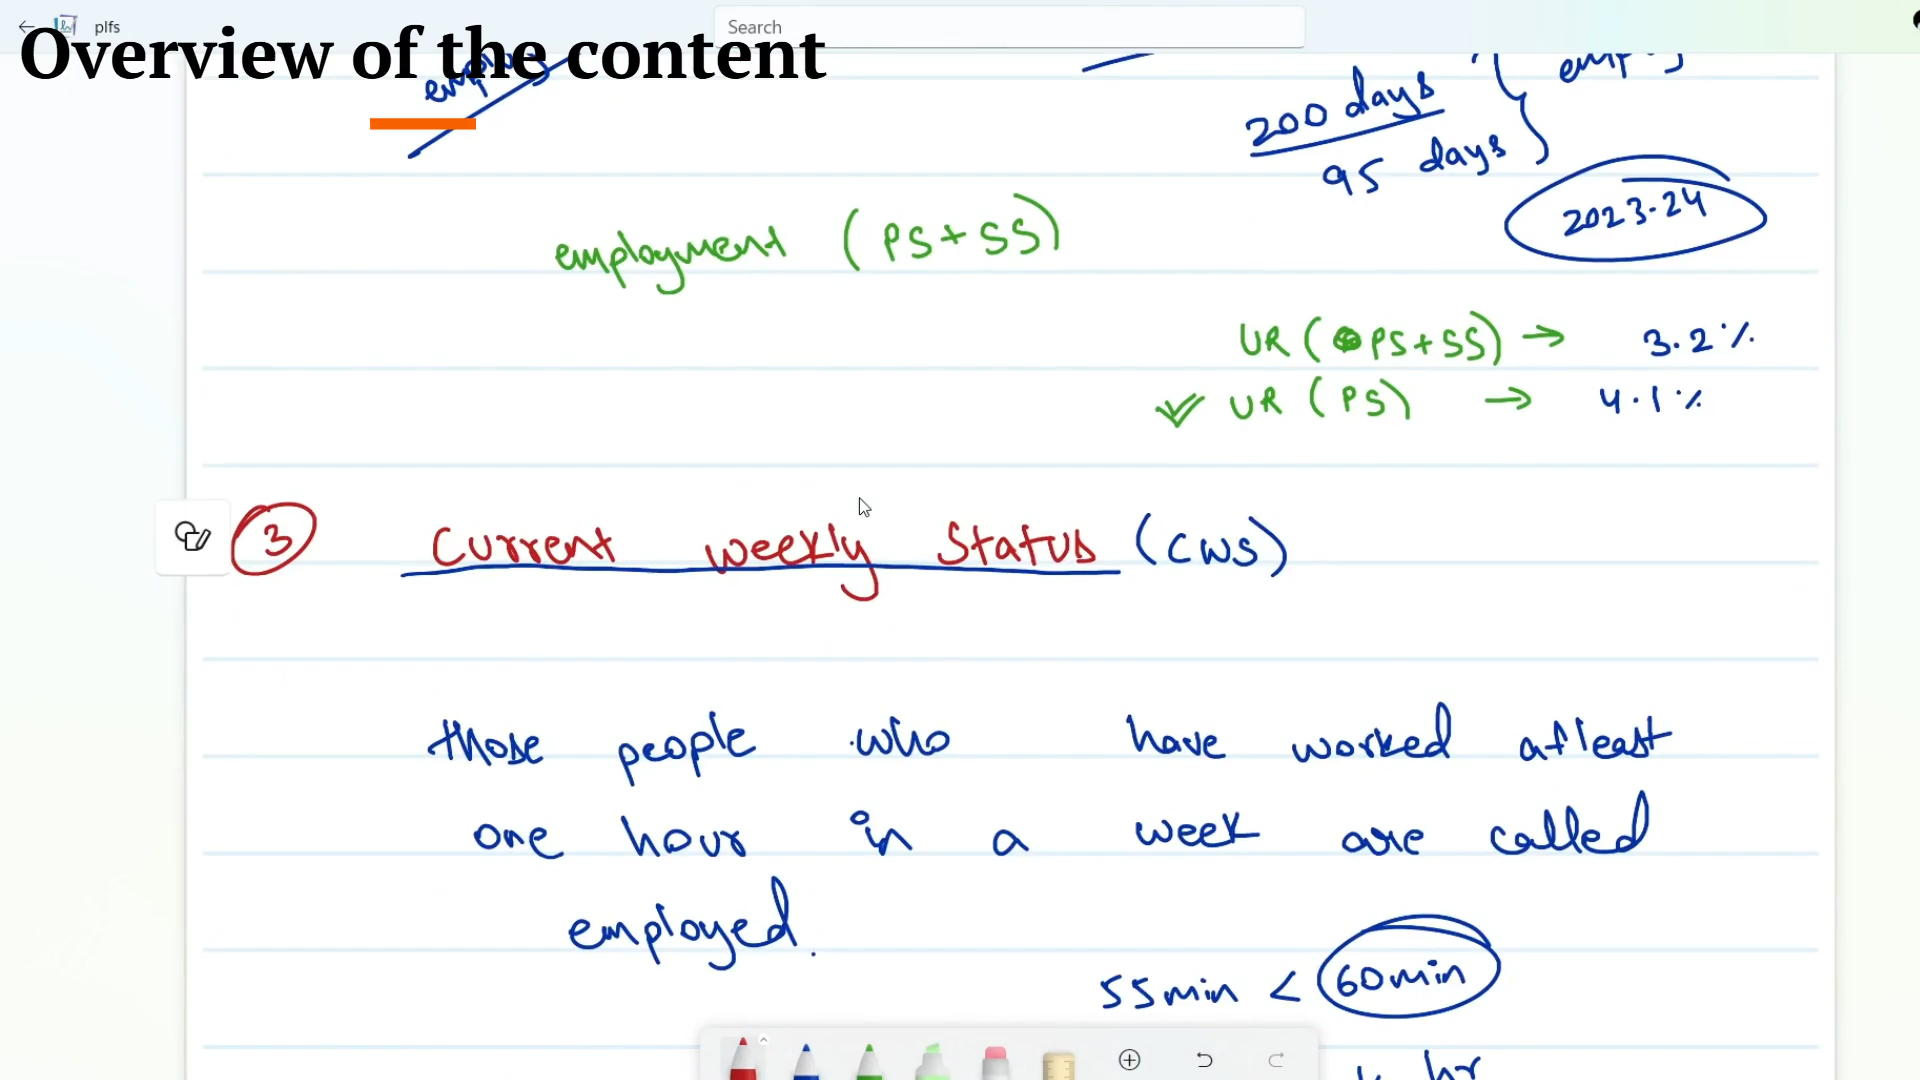 plfs
Search
Overview of the content
200 days
95 days
2023-24
employment (PS+SS)
UR (PS+SS) → 3.2%
UR (PS) → 4.1%
3 Current weekly Status (CWS)
those people who have worked atleast
one hour in a week are called
employed.
55min < 60min
hr